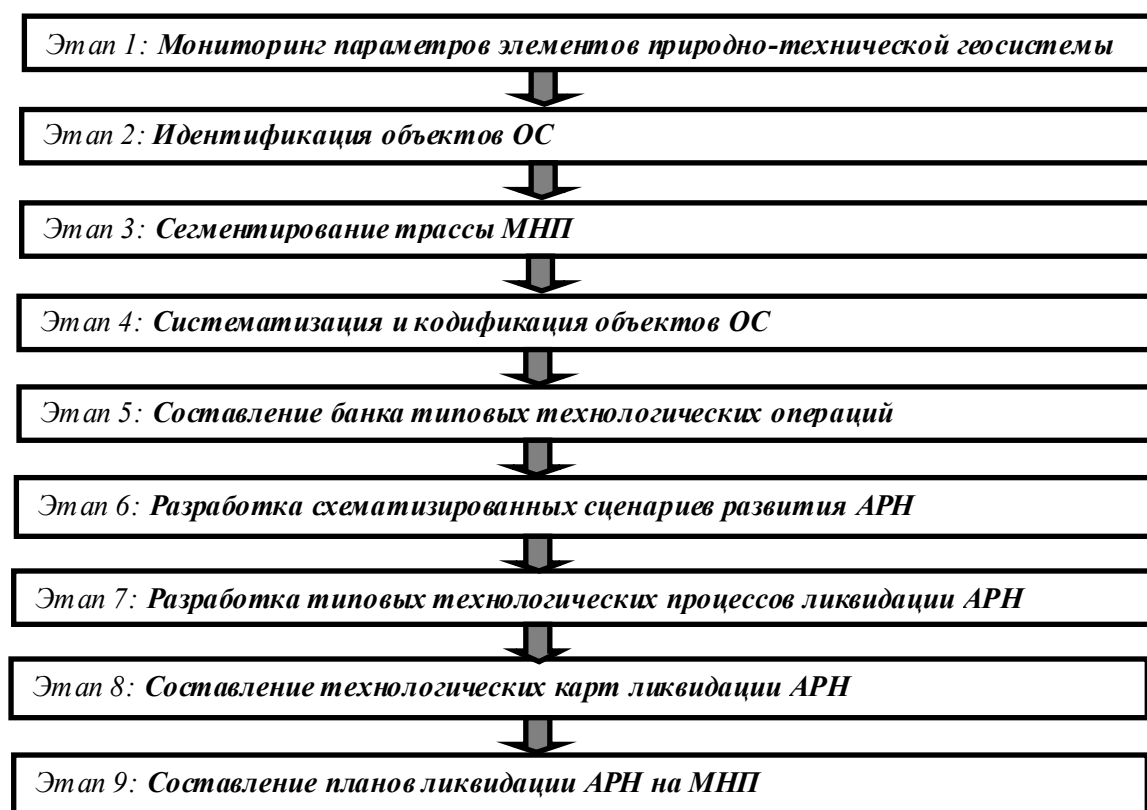 Этап 1: Мониторинг параметров элементов природно-технической геосистемы
Этап 2: Идентификация объектов ОС
Этап 3: Сегментирование трассы МНП
Этап 4: Систематизация и кодификация объектов ОС
Этап 5: Составление банка типовых технологических операций
Этап 6: Разработка схематизированных сценариев развития АРН
Этап 7: Разработка типовых технологических процессов ликвидации АРН
Этап 8: Составление технологических карт ликвидации АРН
Этап 9: Составление планов ликвидации АРН на МНП